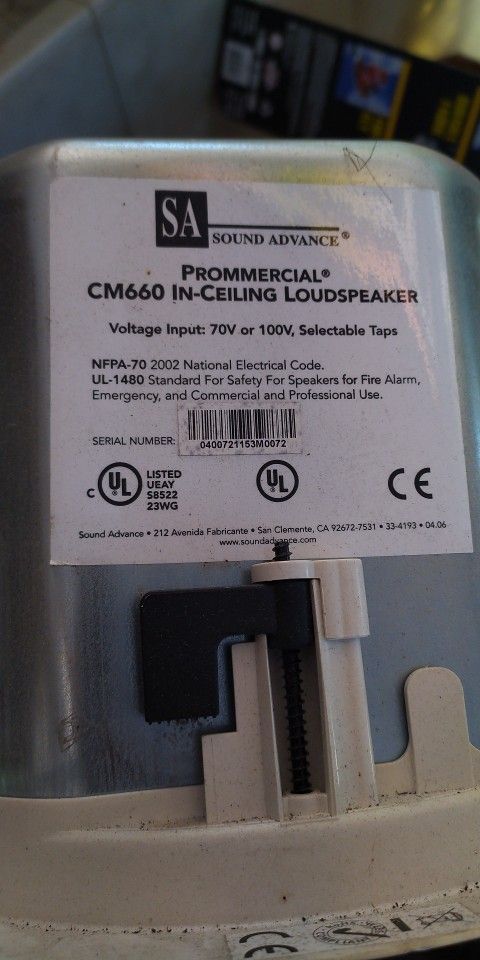 SA
SOUND ADVANCE®
PROMMERCIAL®
CM660 IN-CEILING LOUDSPEAKER
Voltage Input: 70V or 100V, Selectable Taps
NFPA-70 2002 National Electrical Code.
UL-1480 Standard For Safety For Speakers for Fire Alarm,
Emergency, and Commercial and Professional Use.
SERIAL NUMBER:
0400721153M0072
C UL LISTED
UEAY
S8522
23WG
UL
CE
Sound Advance • 212 Avenida Fabricante • San Clemente, CA 92672-7531 • 33-4193 • 04.06
www.soundadvance.com
CE